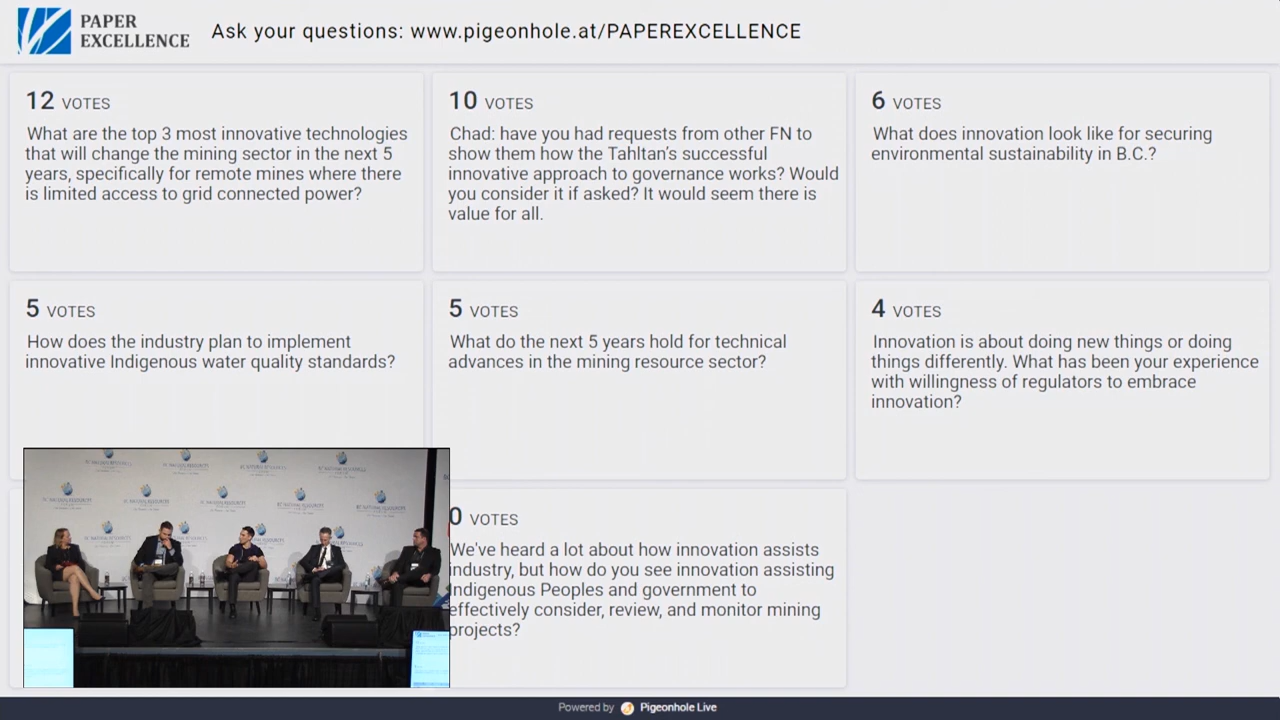 PAPER
EXCELLENCE
Ask your questions: www.pigeonhole.at/PAPEREXCELLENCE
12 VOTES
What are the top 3 most innovative technologies
that will change the mining sector in the next 5
years, specifically for remote mines where there
is limited access to grid connected power?
10 VOTES
Chad: have you had requests from other FN to
show them how the Tahltan's successful
innovative approach to governance works? Would
you consider it if asked? It would seem there is
value for all.
6 VOTES
What does innovation look like for securing
environmental sustainability in B.C.?
5 VOTES
How does the industry plan to implement
innovative Indigenous water quality standards?
5 VOTES
What do the next 5 years hold for technical
advances in the mining resource sector?
4 VOTES
Innovation is about doing new things or doing
things differently. What has been your experience
with willingness of regulators to embrace
innovation?
0 VOTES
We've heard a lot about how innovation assists
industry, but how do you see innovation assisting
Indigenous Peoples and government to
effectively consider, review, and monitor mining
projects?
BC NATURAL RESOURCES
Powered by Pigeonhole Live